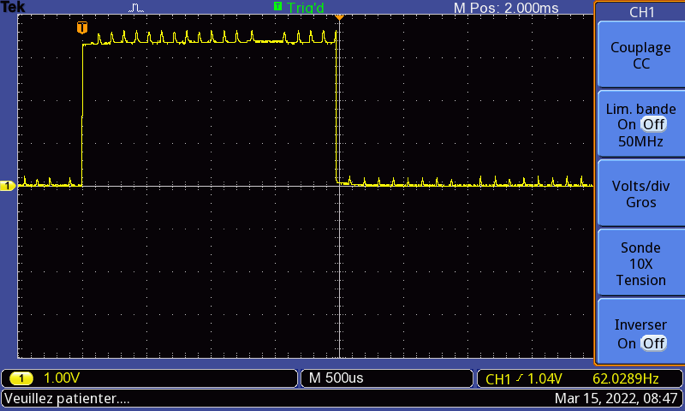 Tek
T Trig'd
M Pos: 2.000ms
CH1
T
Couplage
CC
Lim. bande
On Off
50MHz
1
Volts/div
Gros
Sonde
10X
Tension
Inverser
On Off
1 1.00V
M 500us
CH1 1.04V
62.0289Hz
Veuillez patienter....
Mar 15, 2022, 08:47